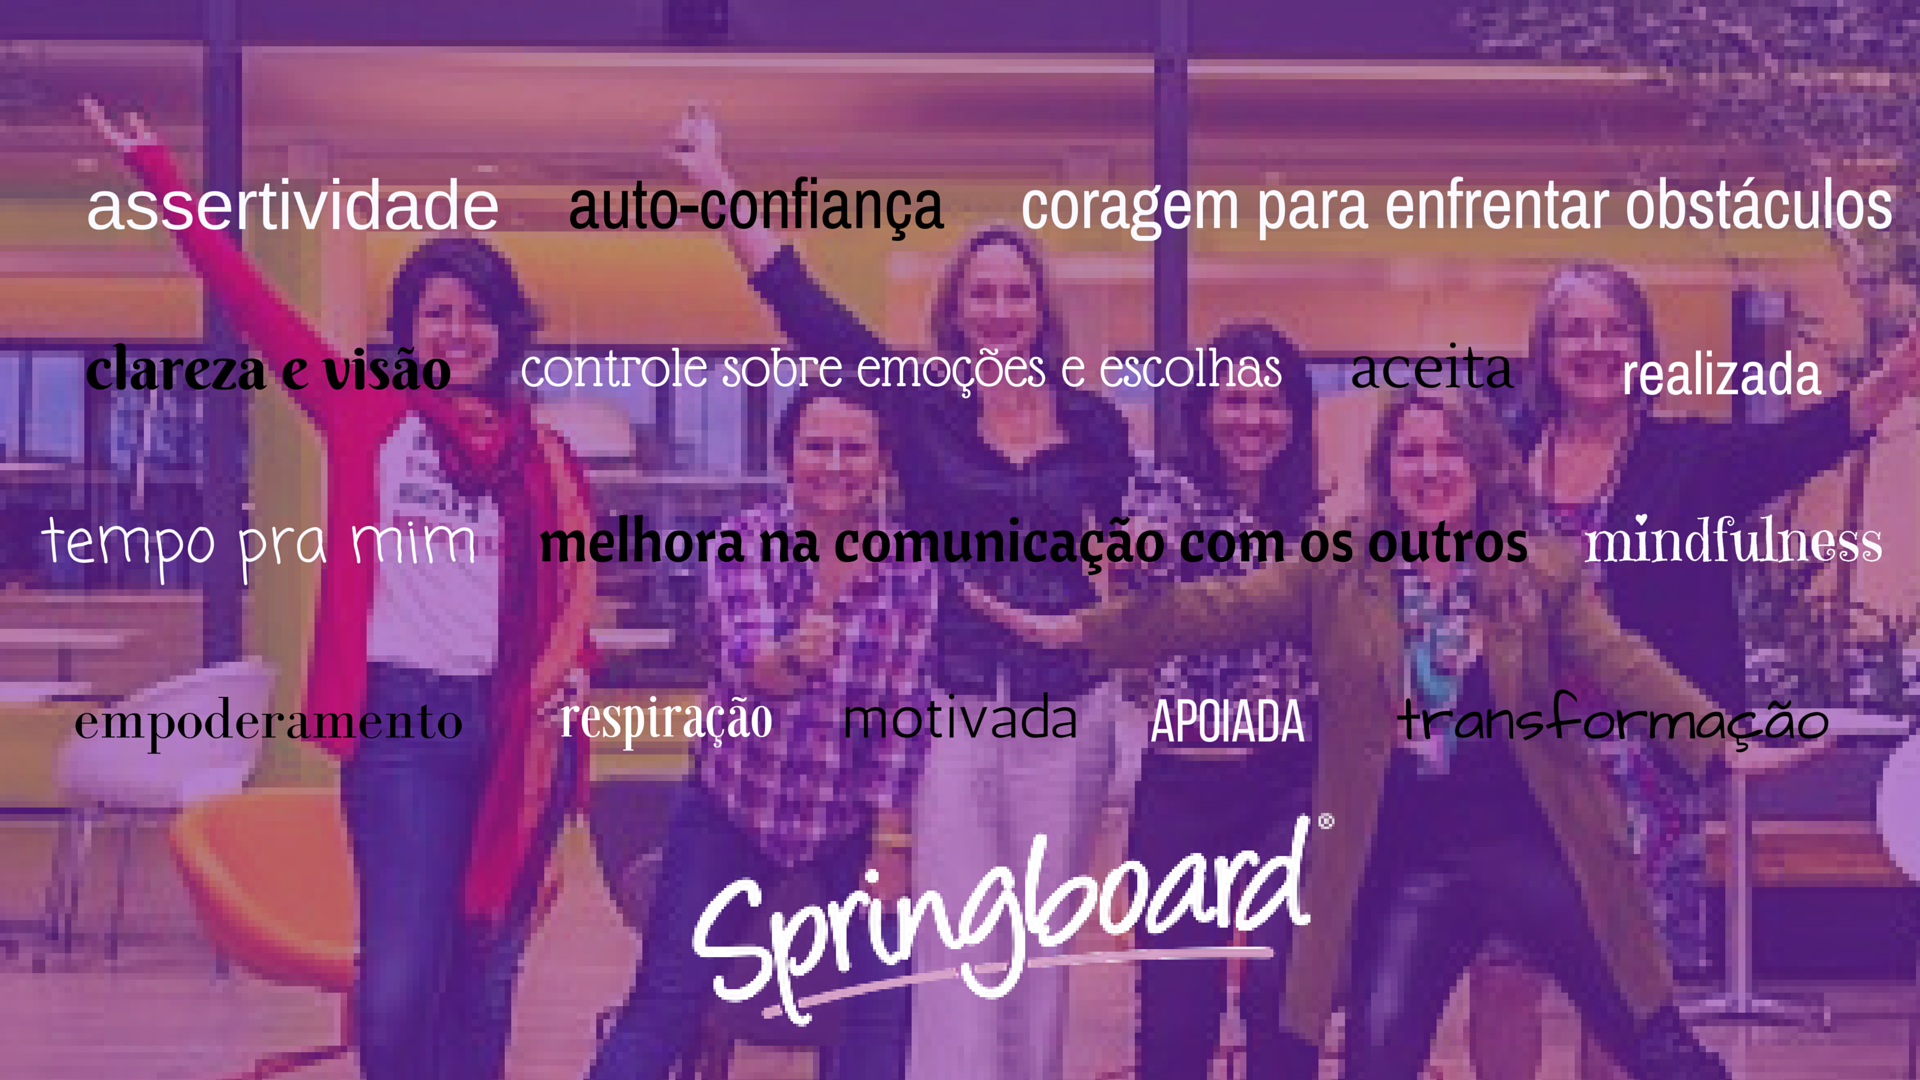 assertividade auto-confiança coragem para enfrentar obstáculos
clareza e visão controle sobre emoções e escolhas aceita realizada
tempo pra mim melhora na comunicação com os outros mindfulness
empoderamento respiração motivada APOIADA transformação
Springboard®